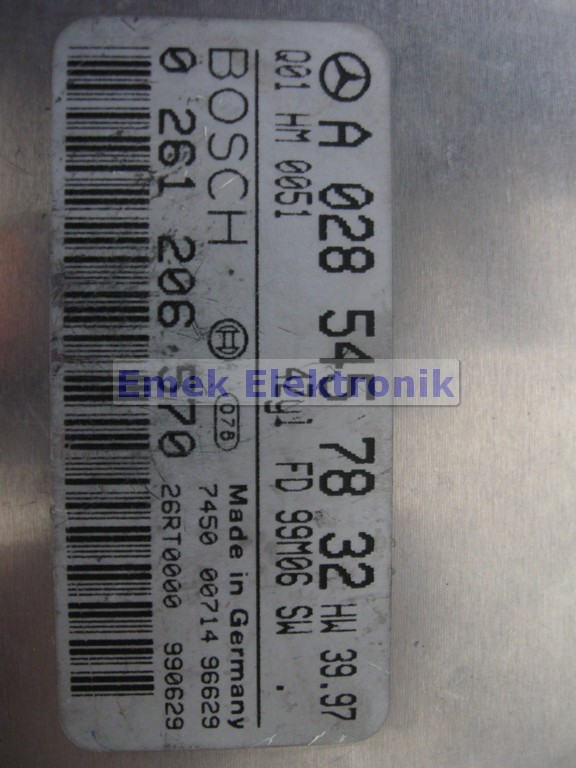 A 028 545 78 32 HW 39.97
Q01 HM 0051 FD 99M06 SW
BOSCH 078 Made in Germany
7450 00714 96629
0 261 206 570 26RT0000 990629
Emek Elektronik